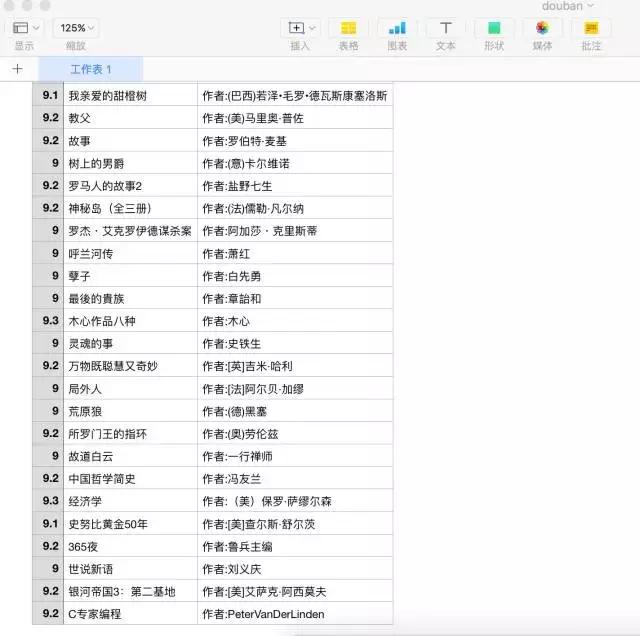 douban
125%
显示 缩放 插入 表格 图表 文本 形状 媒体 批注
+ 工作表 1
9.1 我亲爱的甜橙树 作者:(巴西)若泽•毛罗•德瓦斯康塞洛斯
9.2 教父 作者:(美)马里奥·普佐
9.2 故事 作者:罗伯特·麦基
9 树上的男爵 作者:(意)卡尔维诺
9.2 罗马人的故事2 作者:盐野七生
9.2 神秘岛（全三册） 作者:(法)儒勒·凡尔纳
9 罗杰・艾克罗伊德谋杀案 作者:阿加莎・克里斯蒂
9 呼兰河传 作者:萧红
9 孽子 作者:白先勇
9 最後的貴族 作者:章詒和
9.3 木心作品八种 作者:木心
9 灵魂的事 作者:史铁生
9.2 万物既聪慧又奇妙 作者:[英]吉米·哈利
9 局外人 作者:[法]阿尔贝·加缪
9 荒原狼 作者:(德)黑塞
9.2 所罗门王的指环 作者:(奥)劳伦兹
9 故道白云 作者:一行禅师
9.2 中国哲学简史 作者:冯友兰
9.3 经济学 作者:（美）保罗·萨缪尔森
9.1 史努比黄金50年 作者:[美]查尔斯·舒尔茨
9.2 365夜 作者:鲁兵主编
9 世说新语 作者:刘义庆
9.2 银河帝国3：第二基地 作者:[美]艾萨克·阿西莫夫
9.2 C专家编程 作者:PeterVanDerLinden